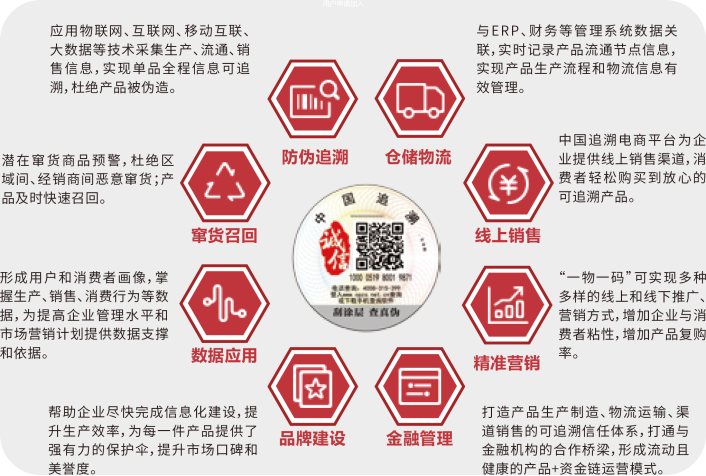 应用物联网、互联网、移动互联、
大数据等技术采集生产、流通、销
售信息，实现单品全程信息可追
溯，杜绝产品被伪造。
与ERP、财务等管理系统数据关
联，实时记录产品流通节点信息，
实现产品生产流程和物流信息有
效管理。
防伪追溯
仓储物流
潜在窜货商品预警，杜绝区
域间、经销商间恶意窜货；产
品及时快速召回。
窜货召回
中国追溯电商平台为企
业提供线上销售渠道，消
费者轻松购买到放心的
可追溯产品。
线上销售
中国追溯
诚信
1000 0519 8001 9871
电话查询：4000-315-299
刮涂层 查真伪
形成用户和消费者画像，掌
握生产、销售、消费行为等数
据，为提高企业管理水平和
市场营销计划提供数据支撑
和依据。
数据应用
“一物一码”可实现多种
多样的线上和线下推广、
营销方式，增加企业与消
费者粘性，增加产品复购
率。
精准营销
品牌建设
金融管理
帮助企业尽快完成信息化建设，提
升生产效率，为每一件产品提供了
强有力的保护伞，提升市场口碑和
美誉度。
打造产品生产制造、物流运输、渠
道销售的可追溯信任体系，打通与
金融机构的合作桥梁，形成流动且
健康的产品+资金链运营模式。